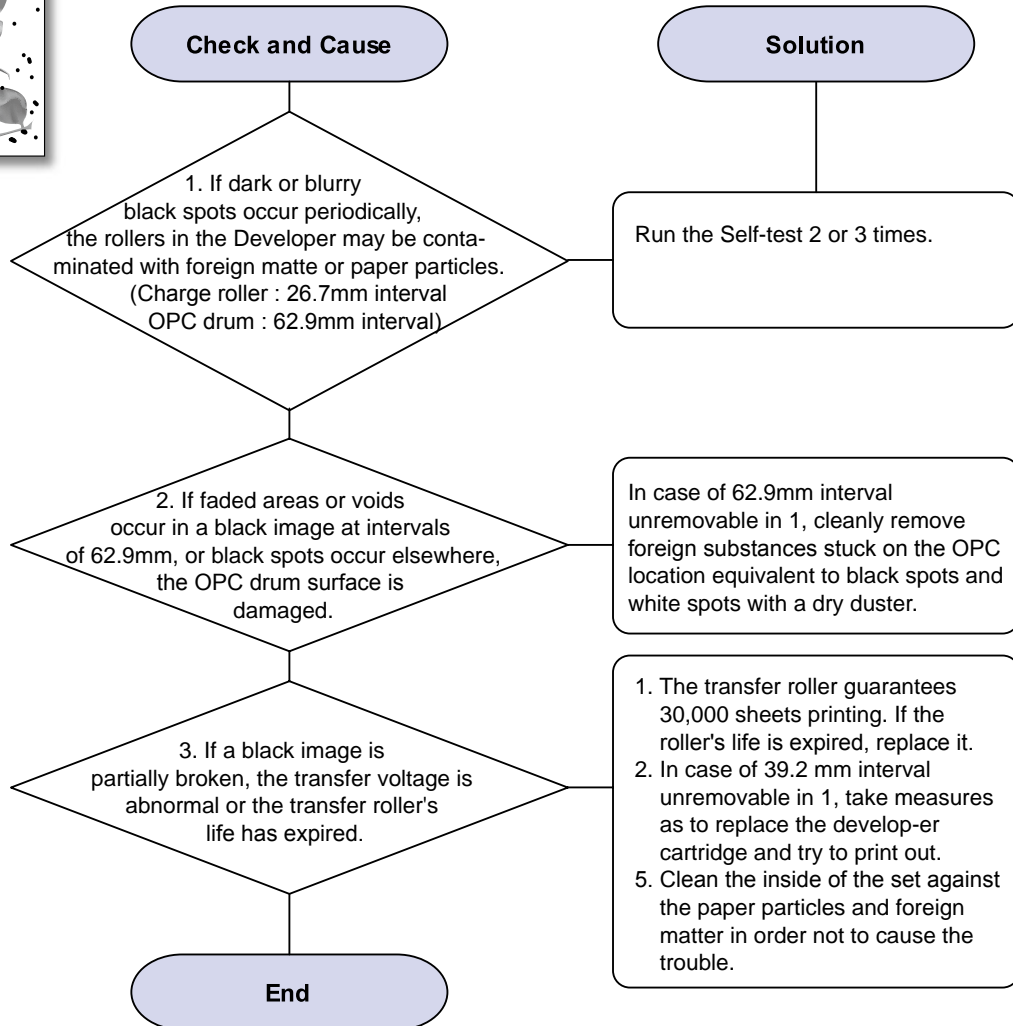 Check and Cause
Solution
1. If dark or blurry
black spots occur periodically,
the rollers in the Developer may be conta-
minated with foreign matte or paper particles.
(Charge roller : 26.7mm interval
OPC drum : 62.9mm interval)
Run the Self-test 2 or 3 times.
2. If faded areas or voids
occur in a black image at intervals
of 62.9mm, or black spots occur elsewhere,
the OPC drum surface is
damaged.
In case of 62.9mm interval
unremovable in 1, cleanly remove
foreign substances stuck on the OPC
location equivalent to black spots and
white spots with a dry duster.
3. If a black image is
partially broken, the transfer voltage is
abnormal or the transfer roller's
life has expired.
1. The transfer roller guarantees
30,000 sheets printing. If the
roller's life is expired, replace it.
2. In case of 39.2 mm interval
unremovable in 1, take measures
as to replace the develop-er
cartridge and try to print out.
5. Clean the inside of the set against
the paper particles and foreign
matter in order not to cause the
trouble.
End